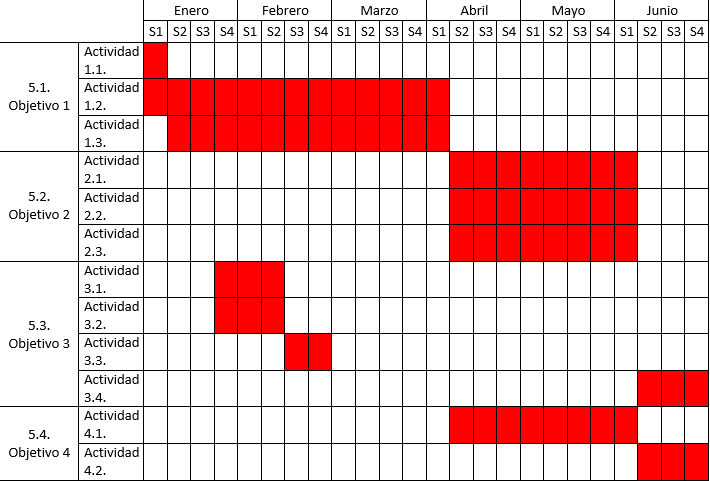 Enero Febrero Marzo Abril Mayo Junio
S1 S2 S3 S4 S1 S2 S3 S4 S1 S2 S3 S4 S1 S2 S3 S4 S1 S2 S3 S4 S1 S2 S3 S4
5.1.
Objetivo 1
Actividad
1.1.
Actividad
1.2.
Actividad
1.3.
5.2.
Objetivo 2
Actividad
2.1.
Actividad
2.2.
Actividad
2.3.
5.3.
Objetivo 3
Actividad
3.1.
Actividad
3.2.
Actividad
3.3.
Actividad
3.4.
5.4.
Objetivo 4
Actividad
4.1.
Actividad
4.2.